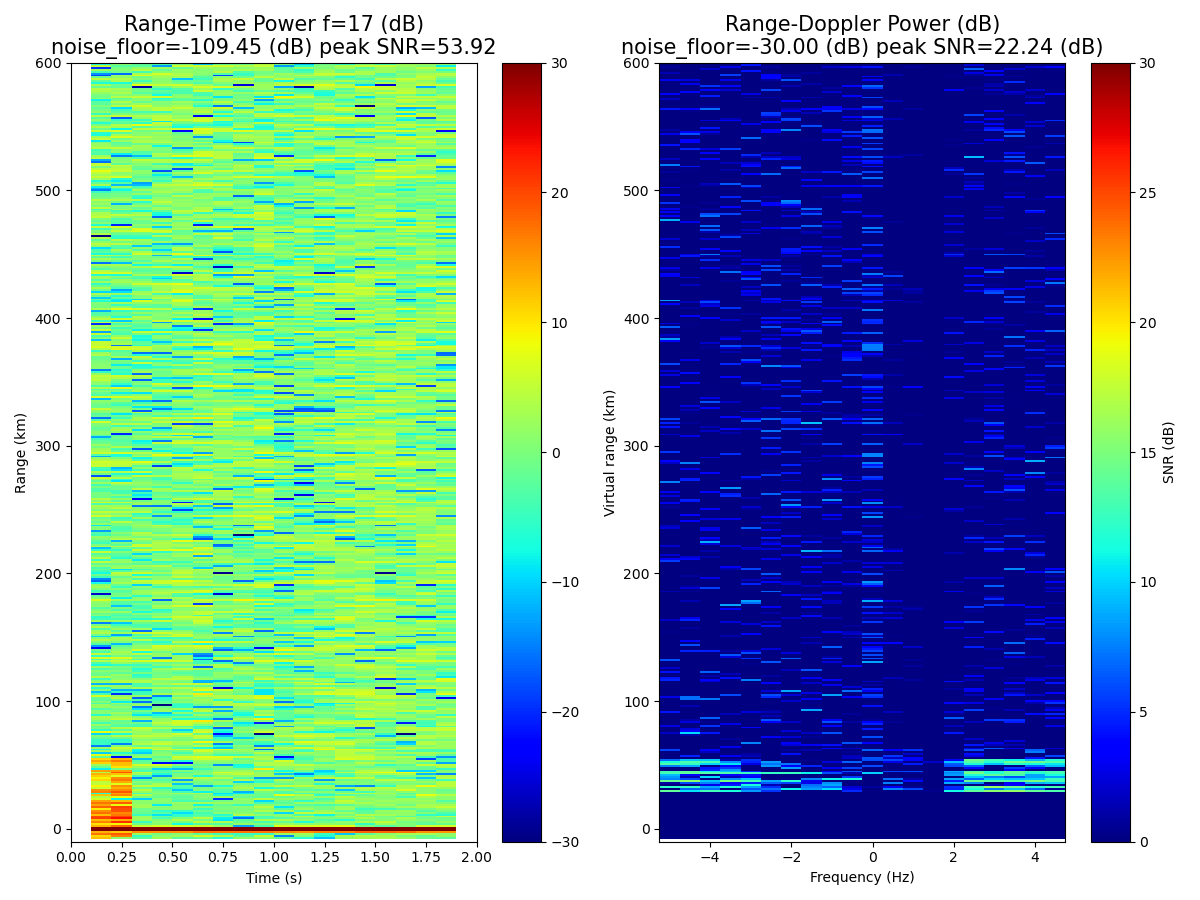 Range-Time Power f=17 (dB)
noise_floor=-109.45 (dB) peak SNR=53.92
Range-Doppler Power (dB)
noise_floor=-30.00 (dB) peak SNR=22.24 (dB)
600
500
400
300
200
100
0
Range (km)
0.00 0.25 0.50 0.75 1.00 1.25 1.50 1.75 2.00
Time (s)
30
20
10
0
−10
−20
−30
600
500
400
300
200
100
0
Virtual range (km)
−4 −2 0 2 4
Frequency (Hz)
30
25
20
15
10
5
0
SNR (dB)